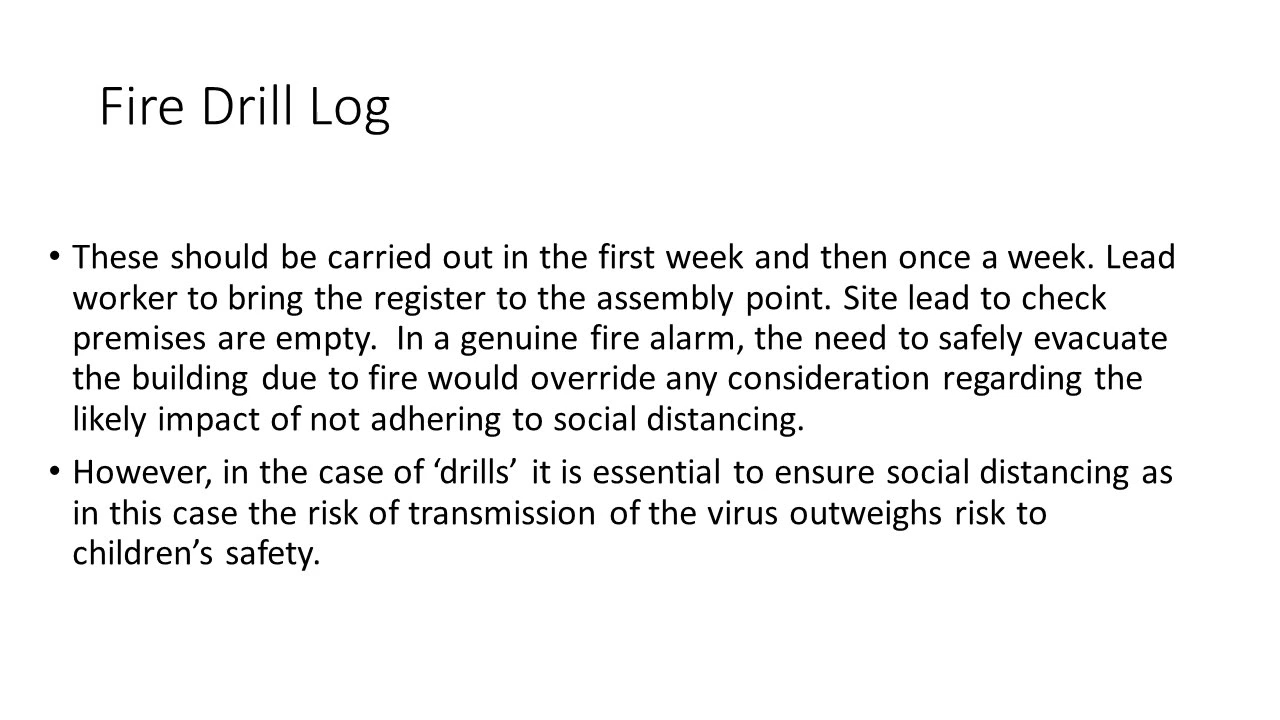 Fire Drill Log
• These should be carried out in the first week and then once a week. Lead
worker to bring the register to the assembly point. Site lead to check
premises are empty.  In a genuine fire alarm, the need to safely evacuate
the building due to fire would override any consideration regarding the
likely impact of not adhering to social distancing.
• However, in the case of ‘drills’ it is essential to ensure social distancing as
in this case the risk of transmission of the virus outweighs risk to
children’s safety.